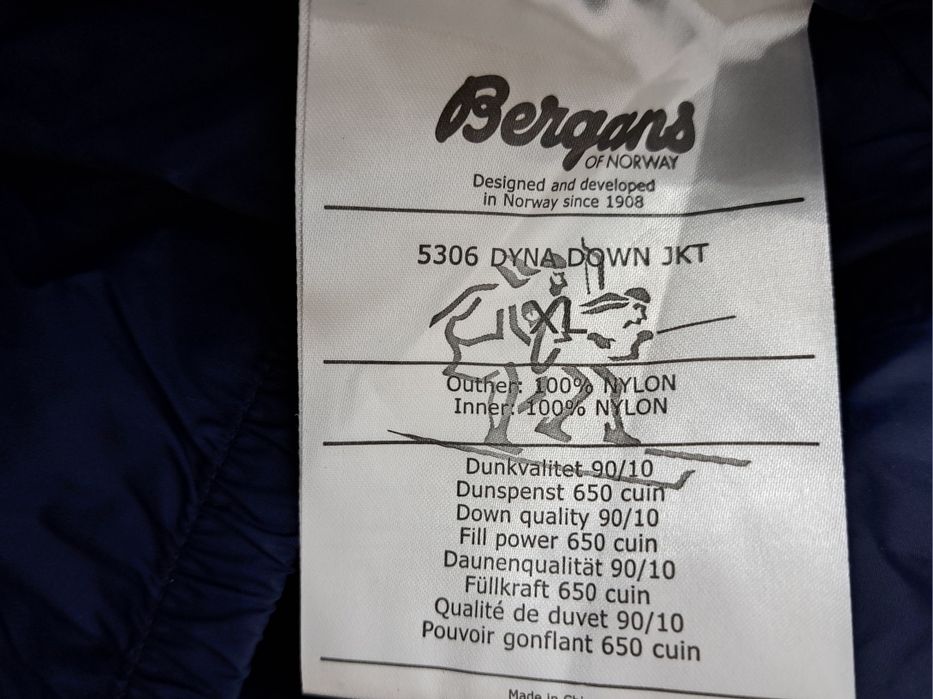 Bergans
OF NORWAY
Designed and developed
in Norway since 1908
5306 DYNA DOWN JKT
XL
Outher: 100% NYLON
Inner: 100% NYLON
Dunkvalitet 90/10
Dunspenst 650 cuin
Down quality 90/10
Fill power 650 cuin
Daunenqualität 90/10
Füllkraft 650 cuin
Qualité de duvet 90/10
Pouvoir gonflant 650 cuin
Made in